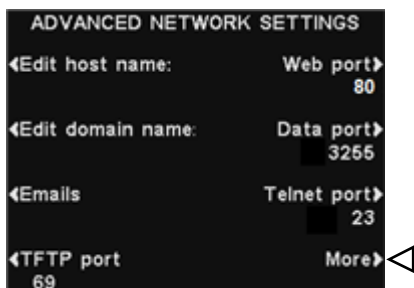 ADVANCED NETWORK SETTINGS
Edit host name: Web port
80
Edit domain name: Data port
3255
Emails Telnet port
23
TFTP port More
69